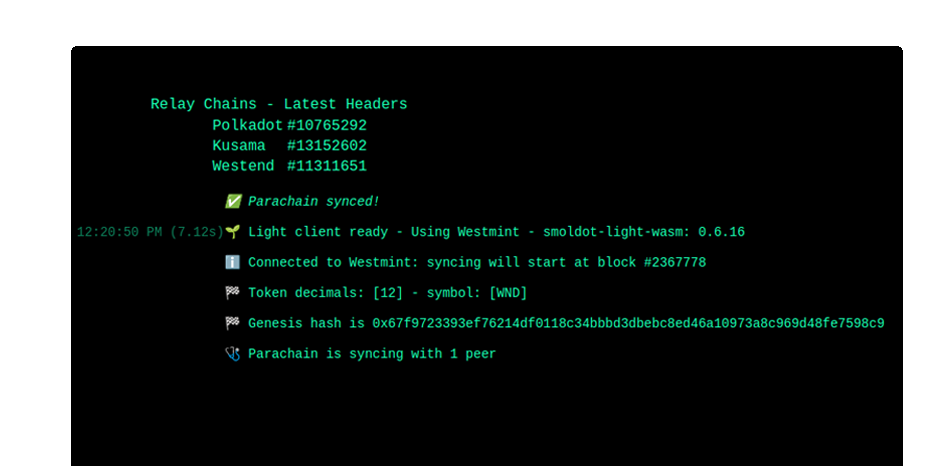 Relay Chains - Latest Headers
Polkadot #10765292
Kusama #13152602
Westend #11311651
✅ Parachain synced!
12:20:50 PM (7.12s)🌱 Light client ready - Using Westmint - smoldot-light-wasm: 0.6.16
ℹ️ Connected to Westmint: syncing will start at block #2367778
🏁 Token decimals: [12] - symbol: [WND]
🏁 Genesis hash is 0x67f9723393ef76214df0118c34bbbd3dbebc8ed46a10973a8c969d48fe7598c9
🩺 Parachain is syncing with 1 peer